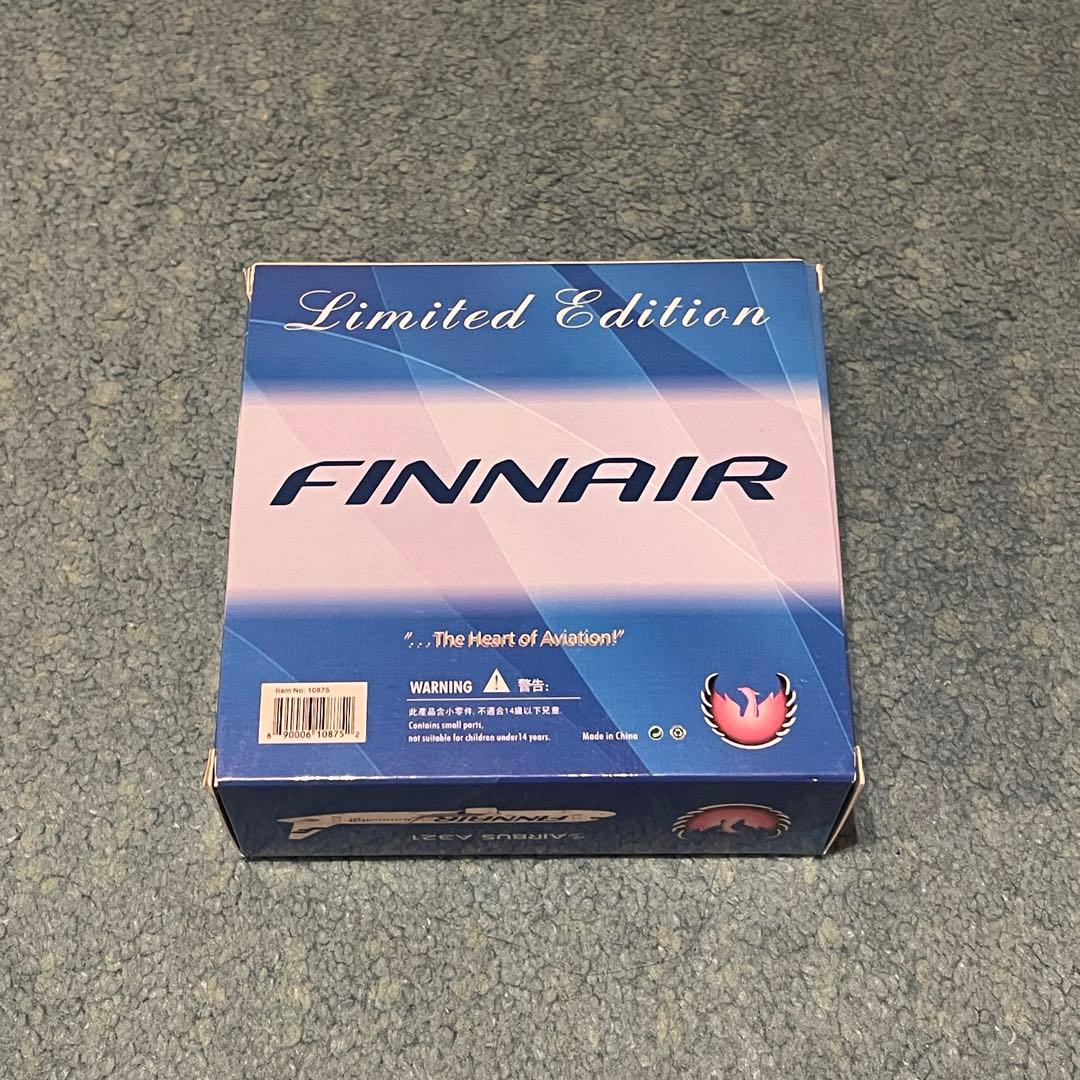 Limited Edition
FINNAIR
"...The Heart of Aviation!"
Item No: 10875
8 90006 10875 2
WARNING ! 警告:
此產品含小零件, 不適合14歲以下兒童.
Contains small parts,
not suitable for children under14 years.
Made in China
FINNAIR
AIRBUS A321